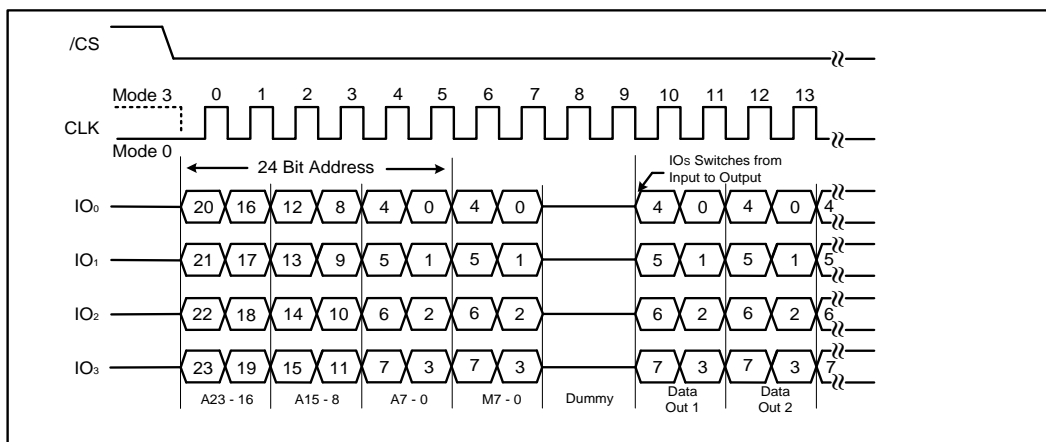 /CS
Mode 3 0 1 2 3 4 5 6 7 8 9 10 11 12 13
CLK
Mode 0
24 Bit Address
IOs Switches from
Input to Output
IO₀ 20 16 12 8 4 0 4 0 4 0 4 0 4
IO₁ 21 17 13 9 5 1 5 1 5 1 5 1 5
IO₂ 22 18 14 10 6 2 6 2 6 2 6 2 6
IO₃ 23 19 15 11 7 3 7 3 7 3 7 3 7
A23 - 16 A15 - 8 A7 - 0 M7 - 0 Dummy Data Data
Out 1 Out 2